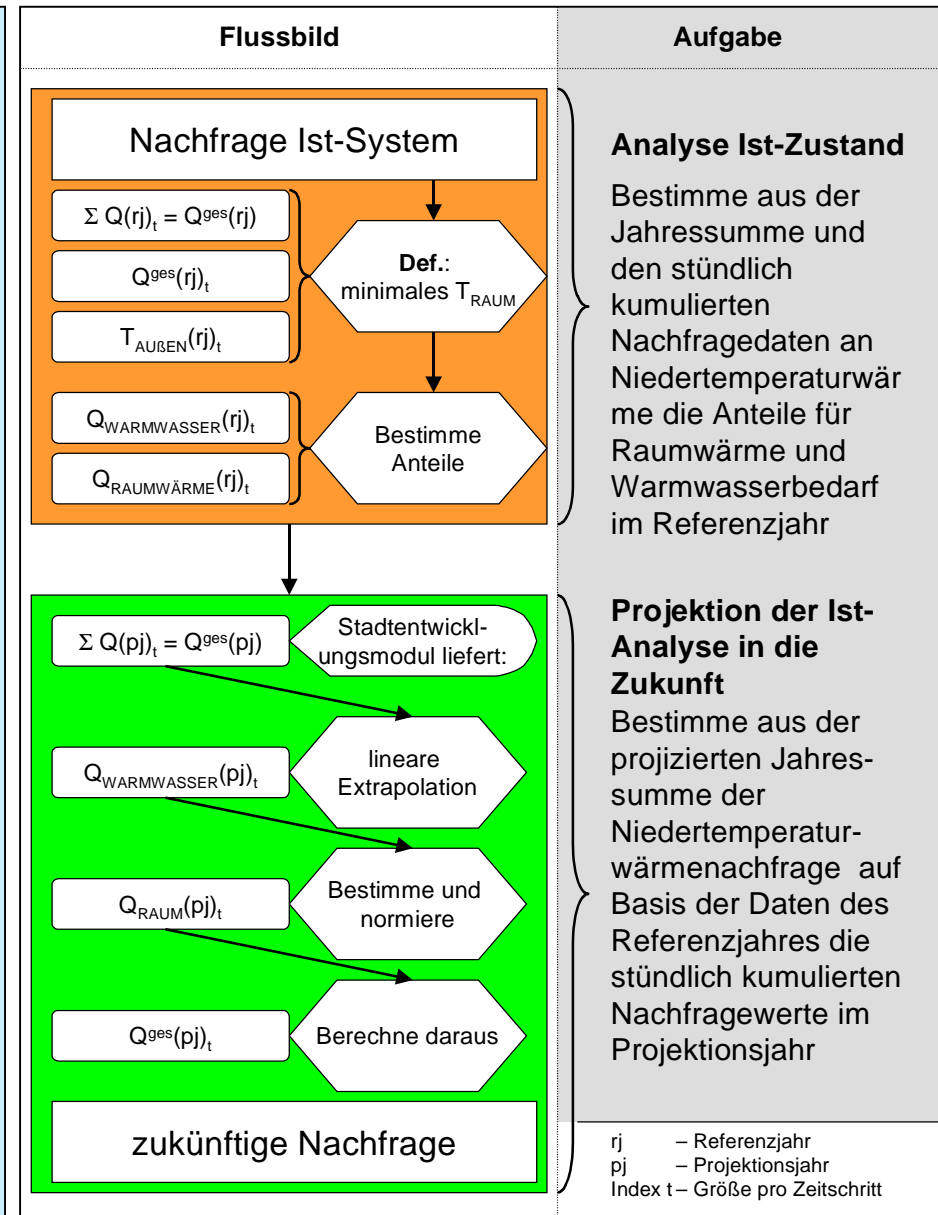 Flussbild
Aufgabe
Nachfrage Ist-System
Σ Q(rj)t = Qges(rj)
Qges(rj)t
TAUßEN(rj)t
Def.:
minimales TRAUM
QWARMWASSER(rj)t
QRAUMWÄRME(rj)t
Bestimme
Anteile
Analyse Ist-Zustand
Bestimme aus der
Jahressumme und
den stündlich
kumulierten
Nachfragedaten an
Niedertemperaturwär
me die Anteile für
Raumwärme und
Warmwasserbedarf
im Referenzjahr
Σ Q(pj)t = Qges(pj)
Stadtentwickl-
ungsmodul liefert:
QWARMWASSER(pj)t
lineare
Extrapolation
QRAUM(pj)t
Bestimme und
normiere
Qges(pj)t
Berechne daraus
zukünftige Nachfrage
Projektion der Ist-
Analyse in die
Zukunft
Bestimme aus der
projizierten Jahres-
summe der
Niedertemperatur-
wärmenachfrage auf
Basis der Daten des
Referenzjahres die
stündlich kumulierten
Nachfragewerte im
Projektionsjahr
rj – Referenzjahr
pj – Projektionsjahr
Index t – Größe pro Zeitschritt